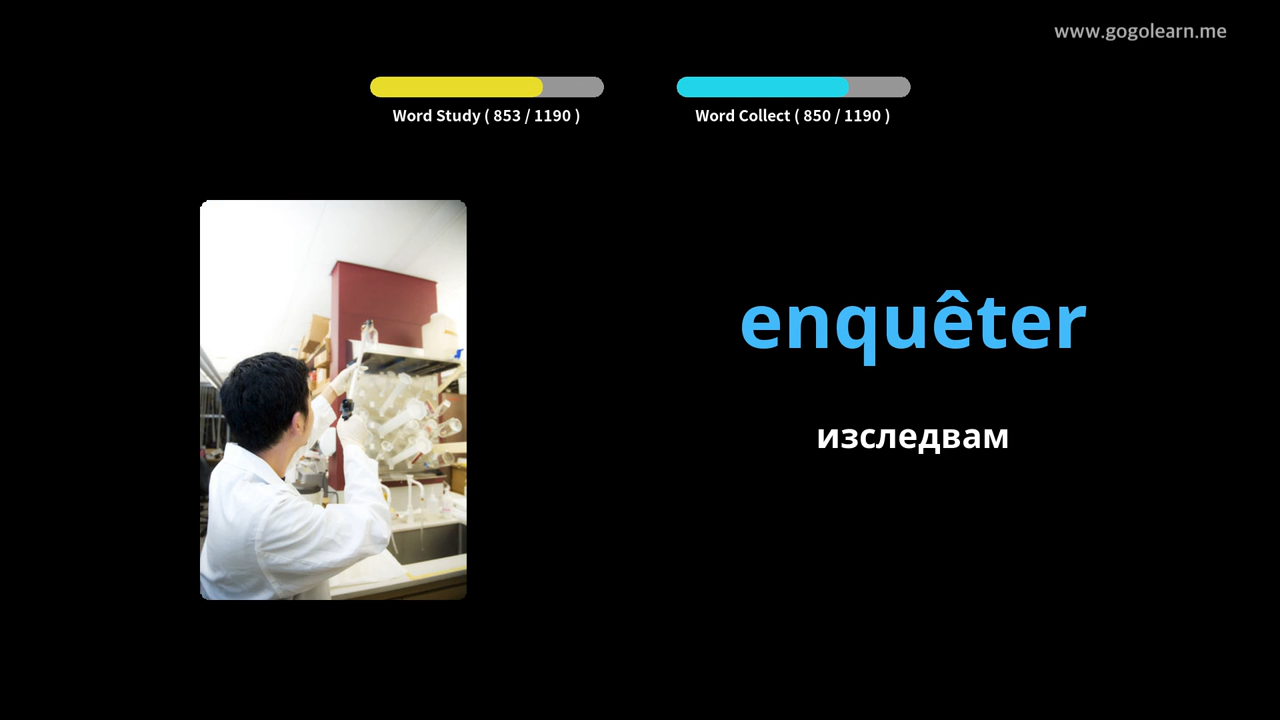 www.gogolearn.me
Word Study ( 853 / 1190 )
Word Collect ( 850 / 1190 )
enquêter
изследвам